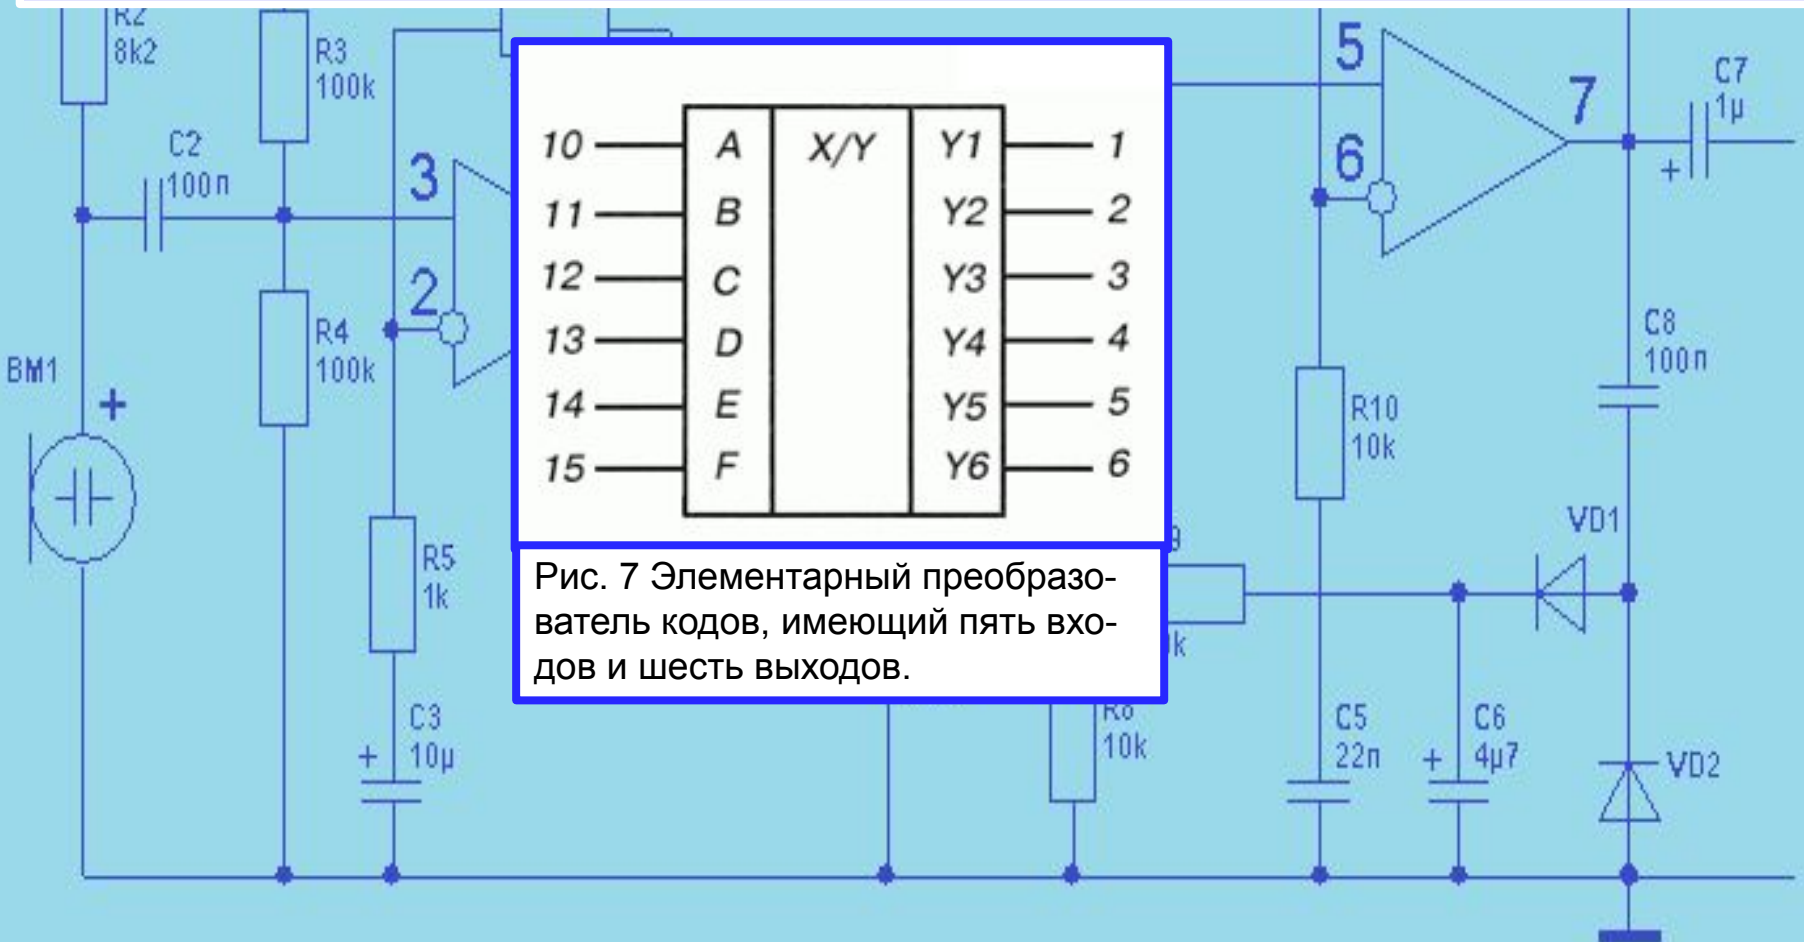 R2
8k2
R3
100k
C2
100n
3
2
R4
100k
BM1
+
R5
1k
C3
+ 10µ
10 A X/Y Y1 1
11 B Y2 2
12 C Y3 3
13 D Y4 4
14 E Y5 5
15 F Y6 6
Рис. 7 Элементарный преобразо-
ватель кодов, имеющий пять вхо-
дов и шесть выходов.
5
6
7
C7
1µ
+
C8
100n
R10
10k
VD1
k
R8
10k
C5
22n
C6
+ 4µ7
VD2